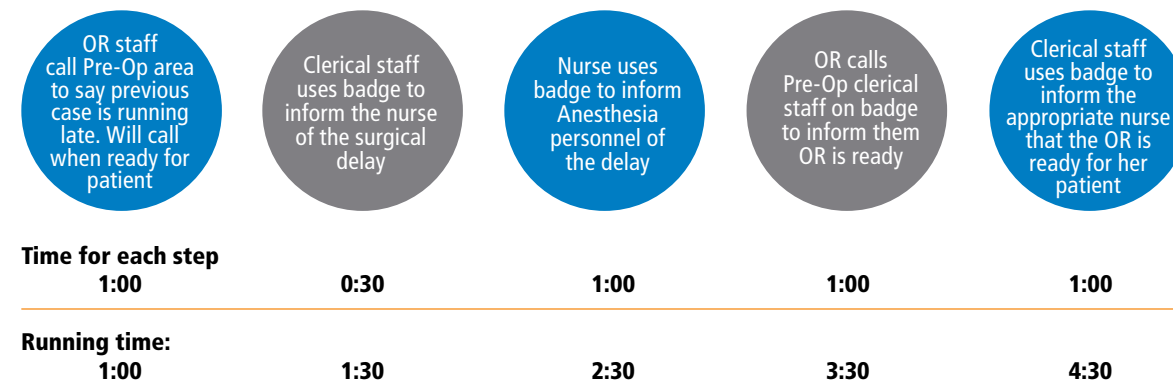 OR staff
call Pre-Op area
to say previous
case is running
late. Will call
when ready for
patient
Clerical staff
uses badge to
inform the nurse
of the surgical
delay
Nurse uses
badge to inform
Anesthesia
personnel of
the delay
OR calls
Pre-Op clerical
staff on badge
to inform them
OR is ready
Clerical staff
uses badge to
inform the
appropriate nurse
that the OR is
ready for her
patient
Time for each step
1:00 0:30 1:00 1:00 1:00
Running time:
1:00 1:30 2:30 3:30 4:30